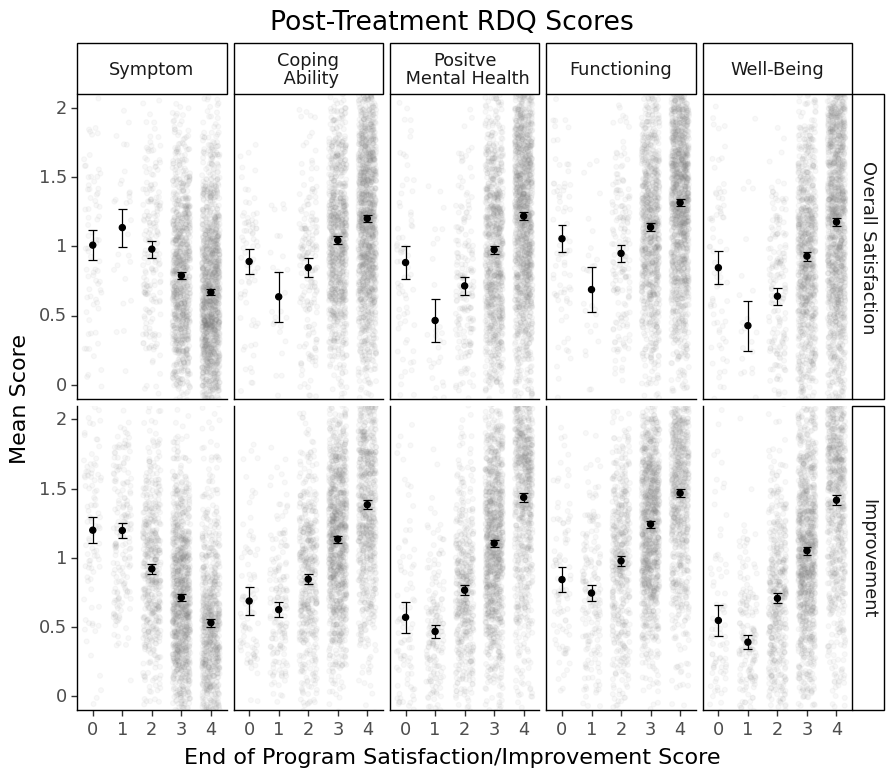 Post-Treatment RDQ Scores
Symptom
Coping
Ability
Positve
Mental Health
Functioning
Well-Being
2
1.5
1
0.5
0
Overall Satisfaction
Mean Score
2
1.5
1
0.5
0
Improvement
0 1 2 3 4 0 1 2 3 4 0 1 2 3 4 0 1 2 3 4 0 1 2 3 4
End of Program Satisfaction/Improvement Score